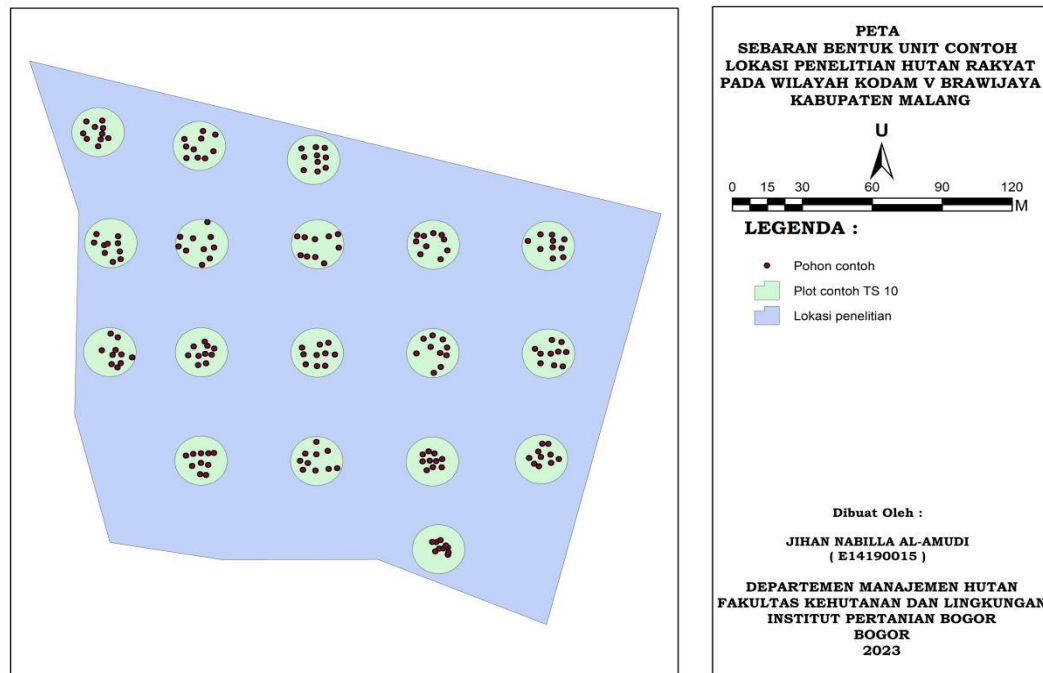 PETA
SEBARAN BENTUK UNIT CONTOH
LOKASI PENELITIAN HUTAN RAKYAT
PADA WILAYAH KODAM V BRAWIJAYA
KABUPATEN MALANG
U
0 15 30 60 90 120
M
LEGENDA :
Pohon contoh
Plot contoh TS 10
Lokasi penelitian
Dibuat Oleh :
JIHAN NABILLA AL-AMUDI
( E14190015 )
DEPARTEMEN MANAJEMEN HUTAN
FAKULTAS KEHUTANAN DAN LINGKUNGAN
INSTITUT PERTANIAN BOGOR
BOGOR
2023